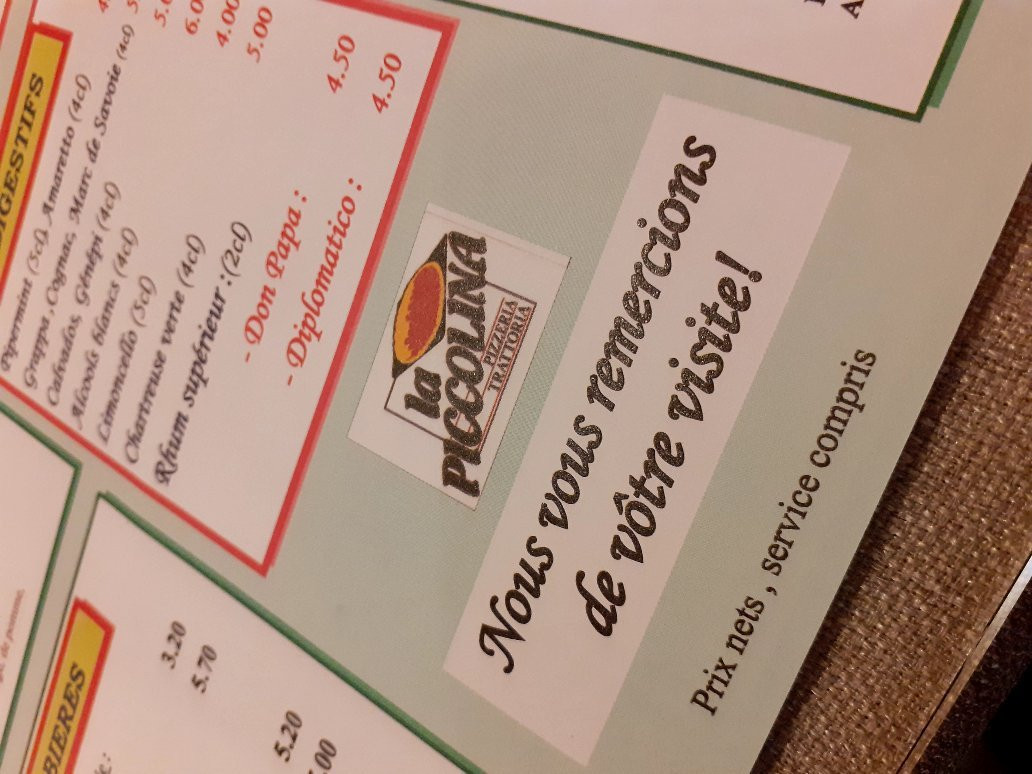 DIGESTIFS
Pipermint (5cl), Amaretto (4cl)
Grappa , Cognac, Marc de Savoie (4cl)
Calvados, Génépi (4cl)
Alcools blancs (4cl)
Limoncello (5cl)
Chartreuse verte (4cl)
Rhum supérieur :(2cl)
- Don Papa : 4.50
- Diplomatico : 4.50
6.00
4.00
5.00
BIERES
3.20
5.70
5.20
la
PICCOLINA
PIZZERIA
TRATTORIA
Nous vous remercions
de vôtre visite!
Prix nets , service compris